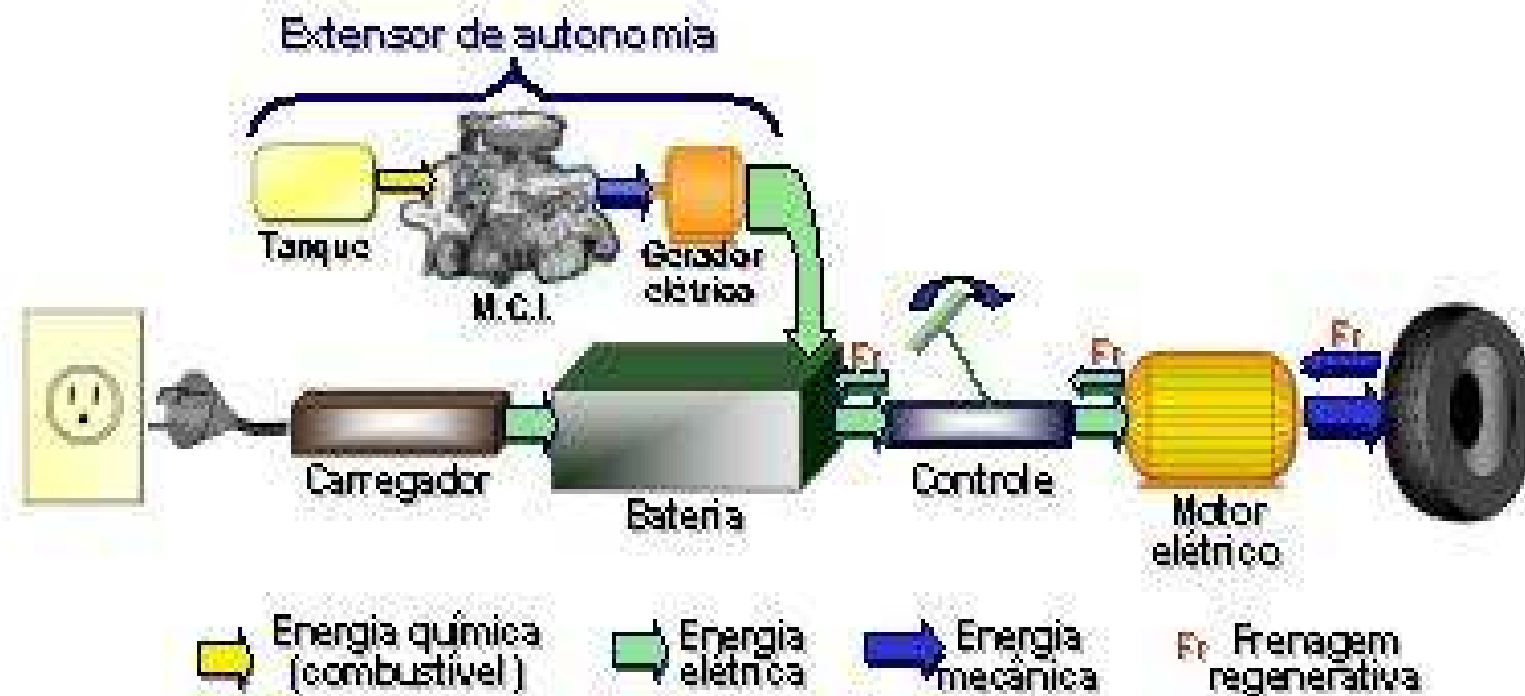 Extensor de autonomia
Tanque
M.C.I.
Gerador
elétrico
Fr
Fr
Fr
Carregador
Bateria
Controle
Motor
elétrico
Energia química
(combustível)
Energia
elétrica
Energia
mecânica
Fr Frenagem
regenerativa